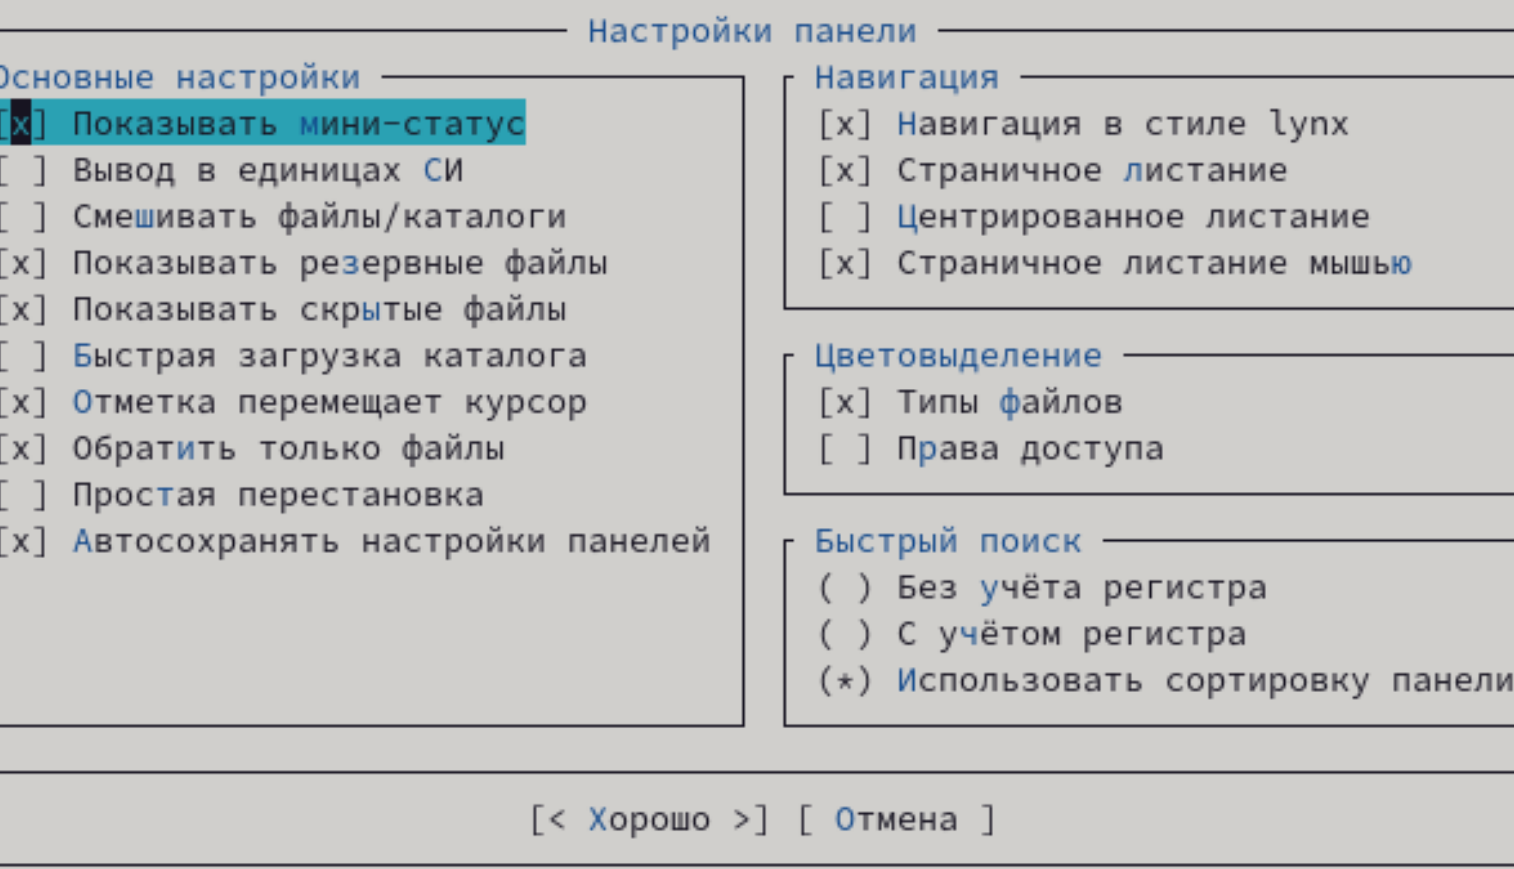 Настройки панели
Основные настройки
[x] Показывать мини-статус
[ ] Вывод в единицах СИ
[ ] Смешивать файлы/каталоги
[x] Показывать резервные файлы
[x] Показывать скрытые файлы
[ ] Быстрая загрузка каталога
[x] Отметка перемещает курсор
[x] Обратить только файлы
[ ] Простая перестановка
[x] Автосохранять настройки панелей
Навигация
[x] Навигация в стиле lynx
[x] Страничное листание
[ ] Центрированное листание
[x] Страничное листание мышью
Цветовыделение
[x] Типы файлов
[ ] Права доступа
Быстрый поиск
( ) Без учёта регистра
( ) С учётом регистра
(*) Использовать сортировку панели
[< Хорошо >] [ Отмена ]